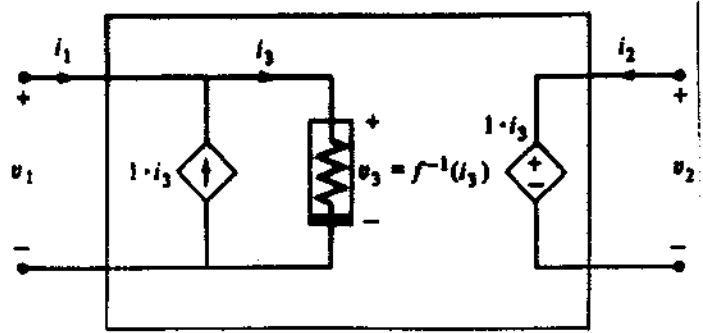 i₁ i₃ i₂
+ + +
1·i₃
v₁ 1·i₃ v₃ = f⁻¹(i₃) + − v₂
− − −